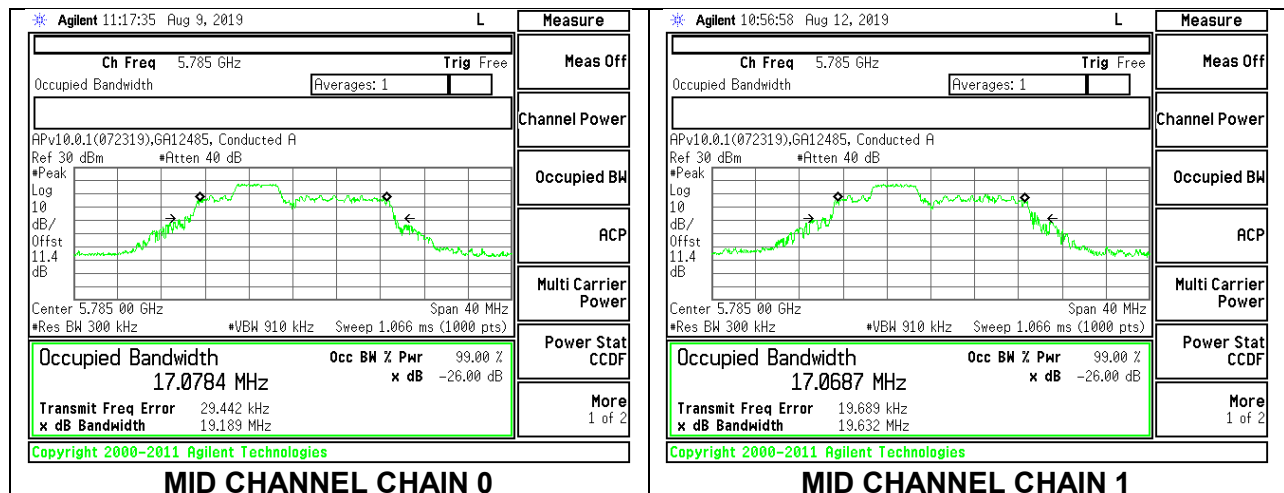 Agilent 11:17:35 Aug 9, 2019 L Measure
Ch Freq 5.785 GHz Trig Free
Occupied Bandwidth Averages: 1
APv10.0.1(072319),GA12485, Conducted A
Ref 30 dBm #Atten 40 dB
#Peak
Log
10
dB/
Offst
11.4
dB
Center 5.785 00 GHz Span 40 MHz
#Res BW 300 kHz #VBW 910 kHz Sweep 1.066 ms (1000 pts)
Occupied Bandwidth Occ BW % Pwr 99.00 %
17.0784 MHz x dB -26.00 dB
Transmit Freq Error 29.442 kHz
x dB Bandwidth 19.189 MHz
Copyright 2000-2011 Agilent Technologies
Meas Off
Channel Power
Occupied BW
ACP
Multi Carrier
Power
Power Stat
CCDF
More
1 of 2
MID CHANNEL CHAIN 0
Agilent 10:56:58 Aug 12, 2019 L Measure
Ch Freq 5.785 GHz Trig Free
Occupied Bandwidth Averages: 1
APv10.0.1(072319),GA12485, Conducted A
Ref 30 dBm #Atten 40 dB
#Peak
Log
10
dB/
Offst
11.4
dB
Center 5.785 00 GHz Span 40 MHz
#Res BW 300 kHz #VBW 910 kHz Sweep 1.066 ms (1000 pts)
Occupied Bandwidth Occ BW % Pwr 99.00 %
17.0687 MHz x dB -26.00 dB
Transmit Freq Error 19.689 kHz
x dB Bandwidth 19.632 MHz
Copyright 2000-2011 Agilent Technologies
Meas Off
Channel Power
Occupied BW
ACP
Multi Carrier
Power
Power Stat
CCDF
More
1 of 2
MID CHANNEL CHAIN 1